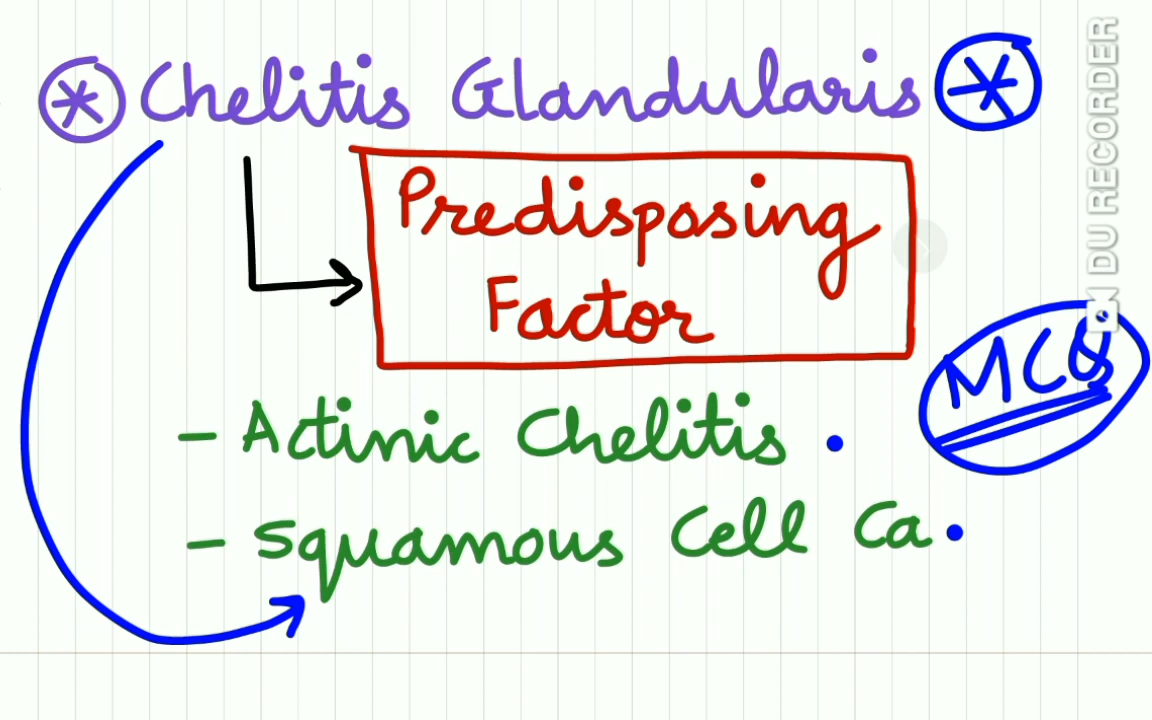 Chelitis Glandularis
Predisposing
Factor
MCQ
- Actinic Chelitis
- Squamous Cell Ca
DU RECORDER